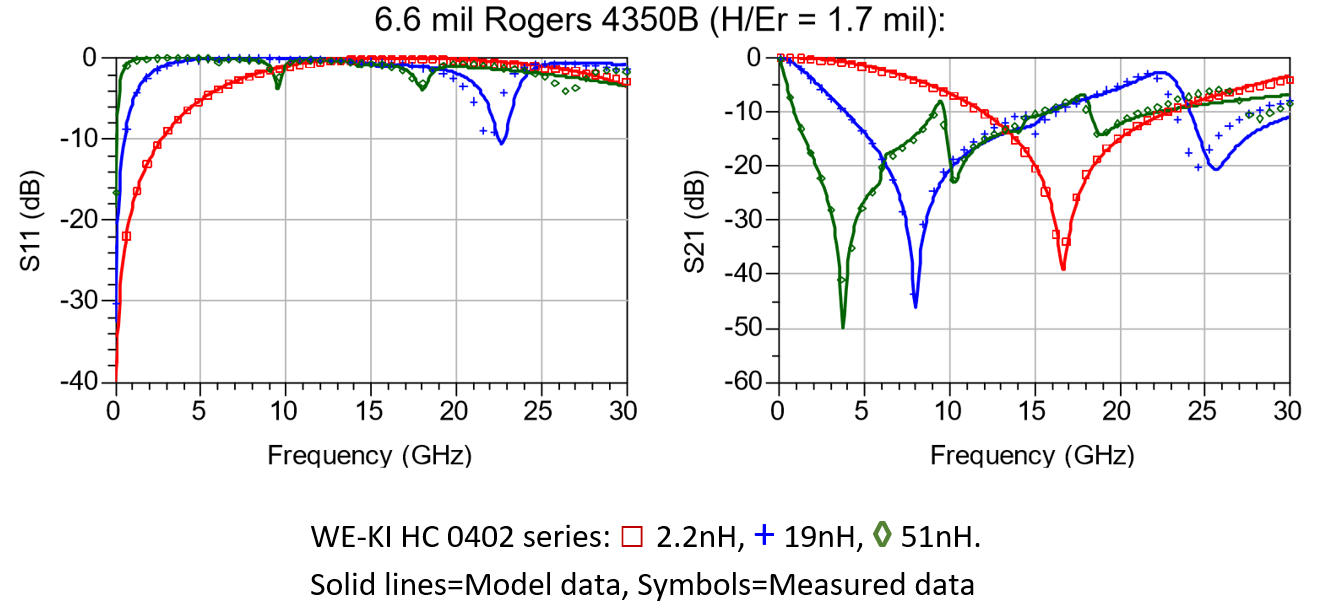 6.6 mil Rogers 4350B (H/Er = 1.7 mil):
0
-10
-20
-30
-40
S11 (dB)
0 5 10 15 20 25 30
Frequency (GHz)
0
-10
-20
-30
-40
-50
-60
S21 (dB)
0 5 10 15 20 25 30
Frequency (GHz)
WE-KI HC 0402 series: □ 2.2nH, + 19nH, ◊ 51nH.
Solid lines=Model data, Symbols=Measured data